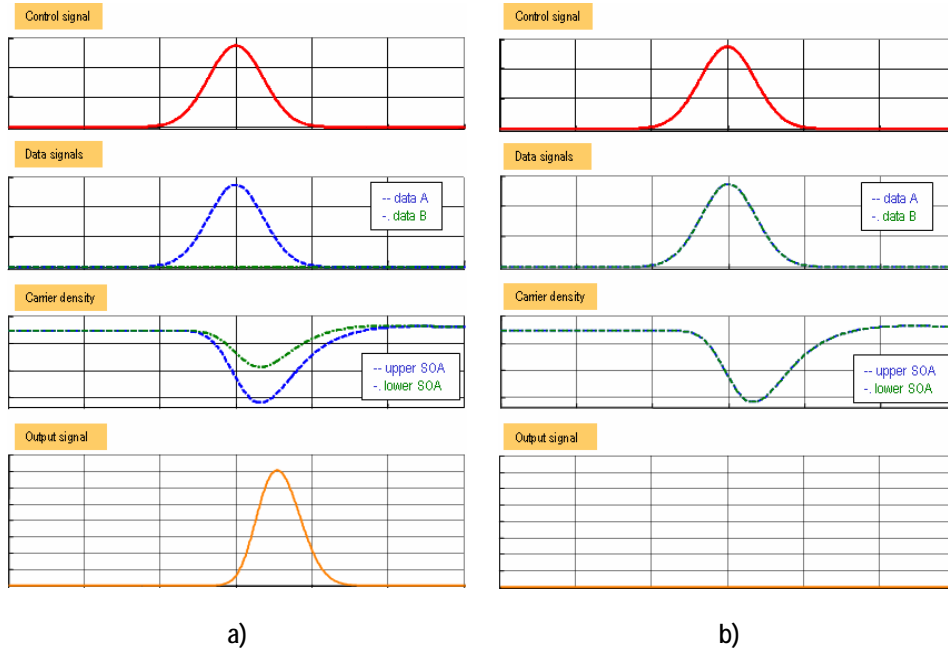 Control signal
Data signals
-- data A
-. data B
Carrier density
-- upper SOA
-. lower SOA
Output signal
a)
Control signal
Data signals
-- data A
-. data B
Carrier density
-- upper SOA
-. lower SOA
Output signal
b)